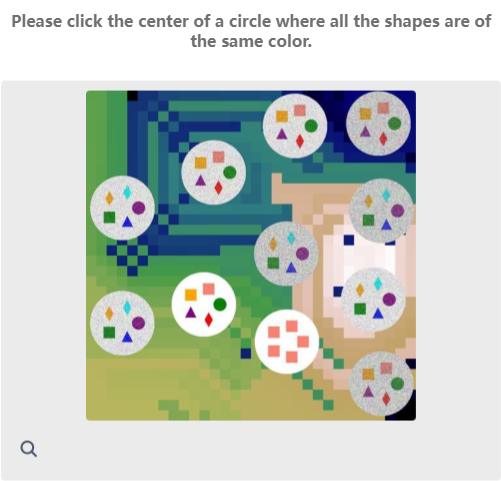 Please click the center of a circle where all the shapes are of
the same color.